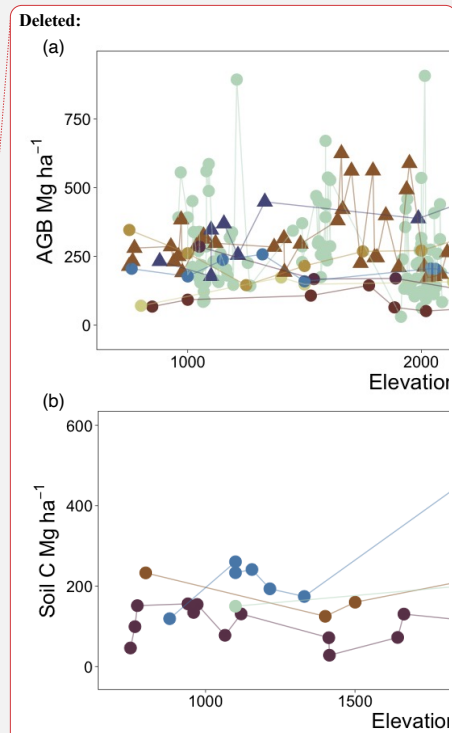 Deleted:
(a)
AGB Mg ha⁻¹
750
500
250
0
1000
2000
Elevation
(b)
Soil C Mg ha⁻¹
600
400
200
0
1000
1500
Elevation